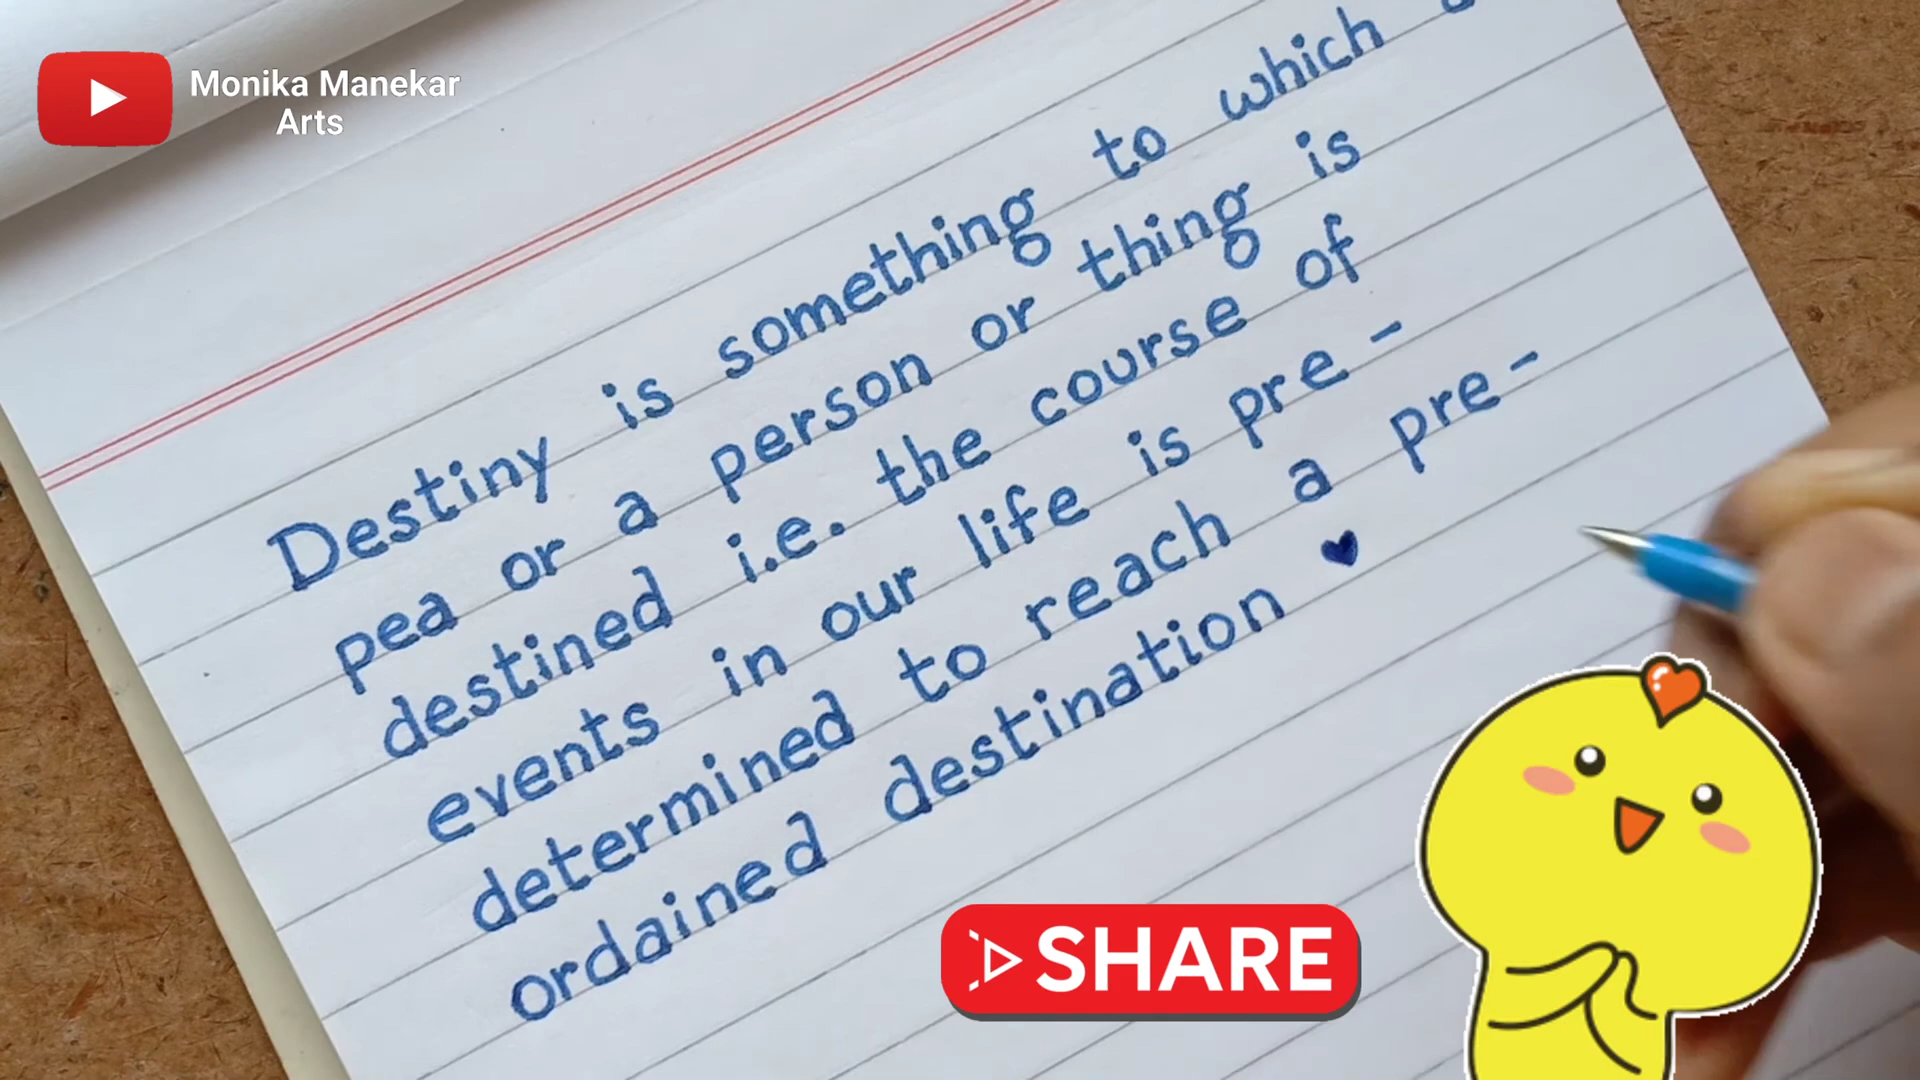 Monika Manekar
Arts
Destiny is something to which
pea or a person or thing is
destined i.e. the course of
events in our life is pre-
determined to reach a pre-
ordained destination
SHARE